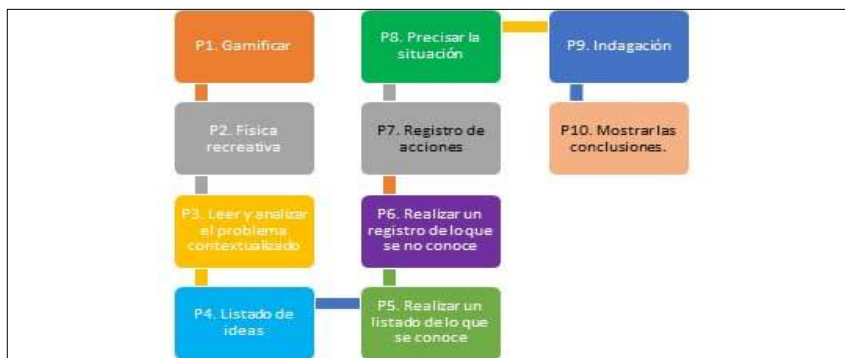 P1. Gamificar
P2. Física
recreativa
P3. Leer y analizar
el problema
contextualizado
P4. Listado de
ideas
P5. Realizar un
listado de lo que
se conoce
P6. Realizar un
registro de lo que
se no conoce
P7. Registro de
acciones
P8. Precisar la
situación
P9. Indagación
P10. Mostrar las
conclusiones.